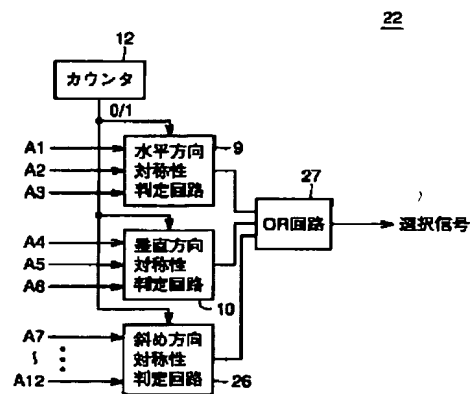 22
12
カウンタ
0/1
A1
A2
A3
水平方向
対称性
判定回路
9
27
OR回路
選択信号
A4
A5
A6
垂直方向
対称性
判定回路
10
A7
A12
斜め方向
対称性
判定回路
26